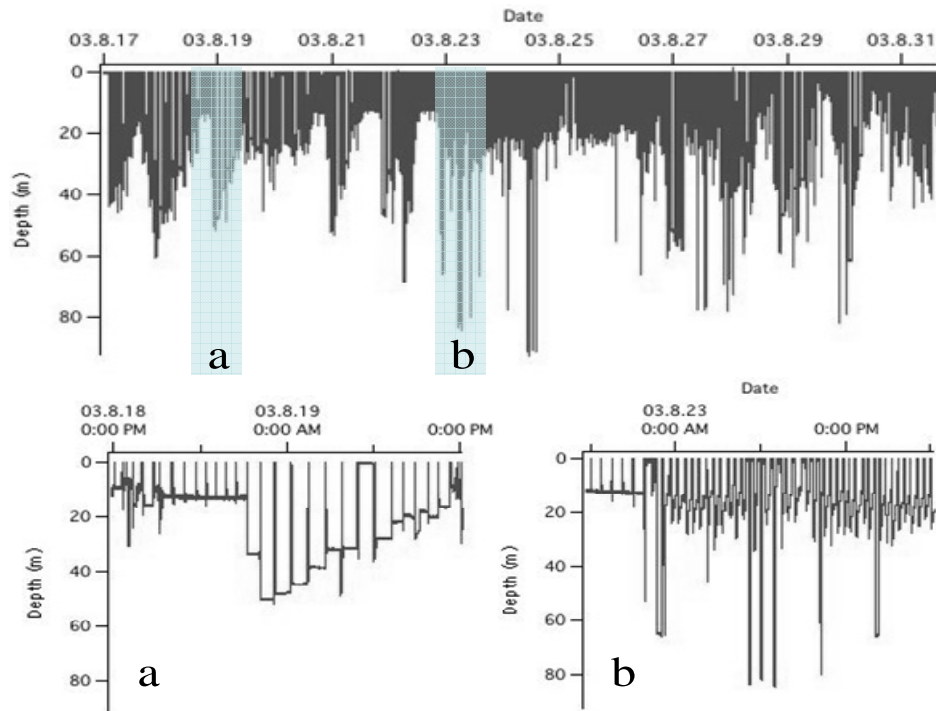 Date
03.8.17 03.8.19 03.8.21 03.8.23 03.8.25 03.8.27 03.8.29 03.8.31
0
20
40
60
80
Depth (m)
a b
Date
03.8.18 03.8.19
0:00 PM 0:00 AM 0:00 PM
0
20
40
60
80
Depth (m)
a
03.8.23
0:00 AM 0:00 PM
0
20
40
60
80
Depth (m)
b